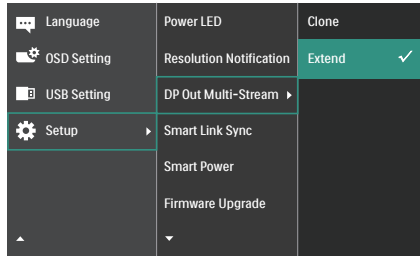 Language
OSD Setting
USB Setting
Setup
Power LED
Resolution Notification
DP Out Multi-Stream
Smart Link Sync
Smart Power
Firmware Upgrade
Clone
Extend